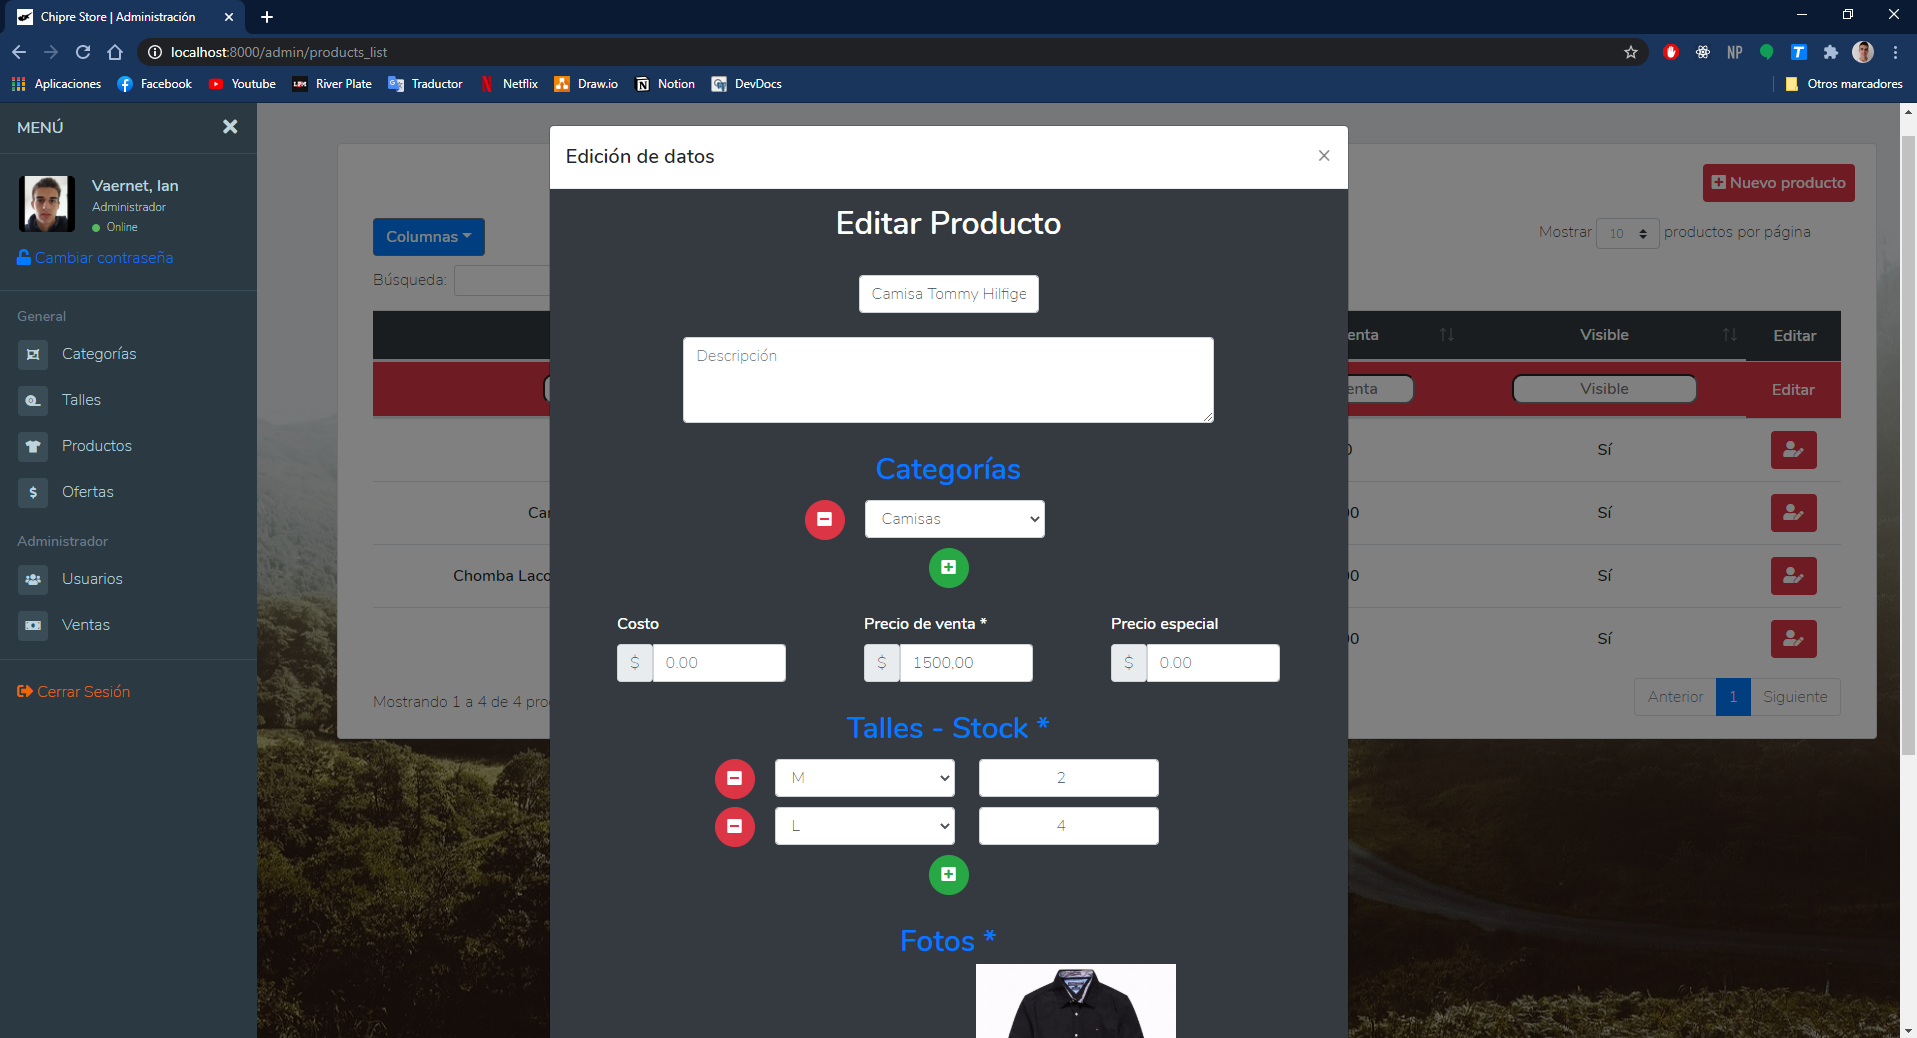 Chipre Store | Administración
localhost:8000/admin/products_list
NP
Aplicaciones
Facebook
Youtube
River Plate
Traductor
Netflix
Draw.io
Notion
DevDocs
Otros marcadores
MENÚ
Vaernet, Ian
Administrador
Online
Cambiar contraseña
General
Categorías
Talles
Productos
Ofertas
Administrador
Usuarios
Ventas
Cerrar Sesión
Nuevo producto
Columnas
Mostrar 10 productos por página
Búsqueda:
enta Visible Editar
enta Visible Editar
0 Sí
Car 00 Sí
Chomba Laco 00 Sí
00 Sí
Mostrando 1 a 4 de 4 pro
Anterior 1 Siguiente
Edición de datos ×
Editar Producto
Camisa Tommy Hilfige
Descripción
Categorías
Camisas
Costo Precio de venta * Precio especial
$ 0.00 $ 1500,00 $ 0.00
Talles - Stock *
M 2
L 4
Fotos *